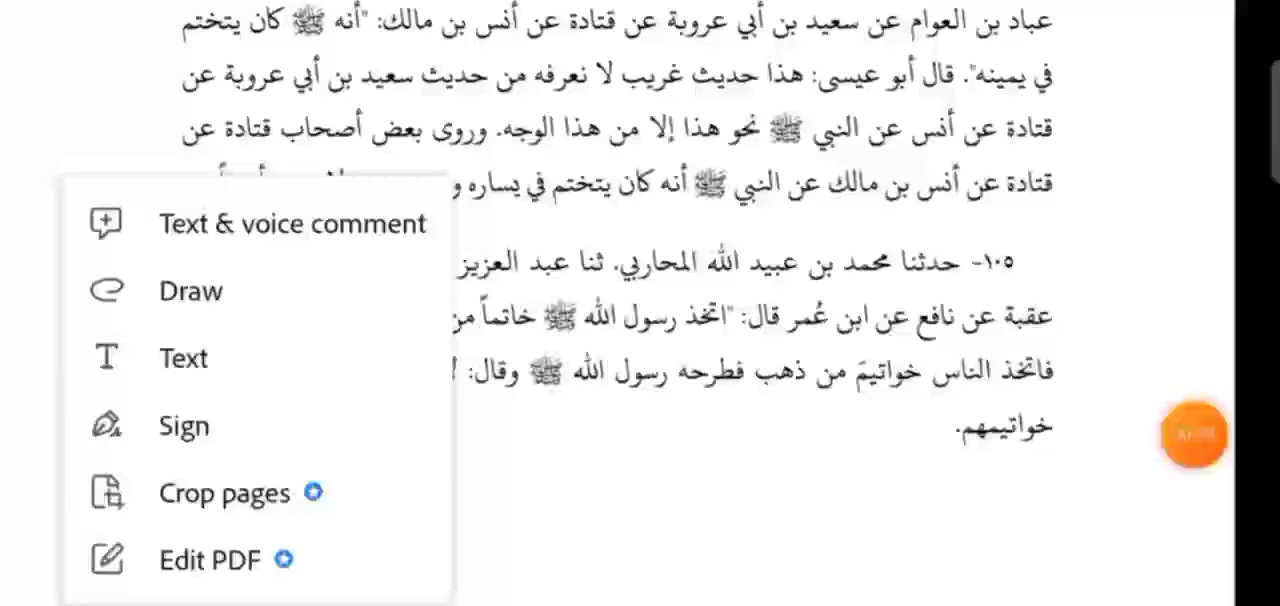 عباد بن العوام عن سعيد بن أبي عروبة عن قتادة عن أنس بن مالك: "أنه ﷺ كان يتختم
في يمينه". قال أبو عيسى: هذا حديث غريب لا نعرفه من حديث سعيد بن أبي عروبة عن
قتادة عن أنس عن النبي ﷺ نحو هذا إلا من هذا الوجه. وروى بعض أصحاب قتادة عن
قتادة عن أنس بن مالك عن النبي ﷺ أنه كان يتختم في يساره
١٠٥- حدثنا محمد بن عبيد الله المحاربي. ثنا عبد العزيز
عقبة عن نافع عن ابن عُمر قال: "اتخذ رسول الله ﷺ خاتماً من
فاتخذ الناس خواتيمَ من ذهب فطرحه رسول الله ﷺ وقال:
خواتيمهم.
Text & voice comment
Draw
Text
Sign
Crop pages
Edit PDF